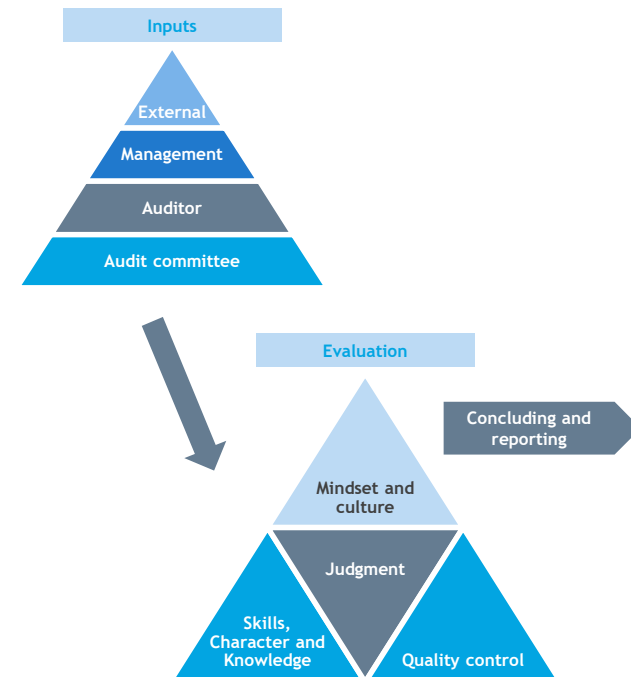 Inputs
External
Management
Auditor
Audit committee
Evaluation
Concluding and
reporting
Mindset and
culture
Judgment
Skills,
Character and
Knowledge
Quality control